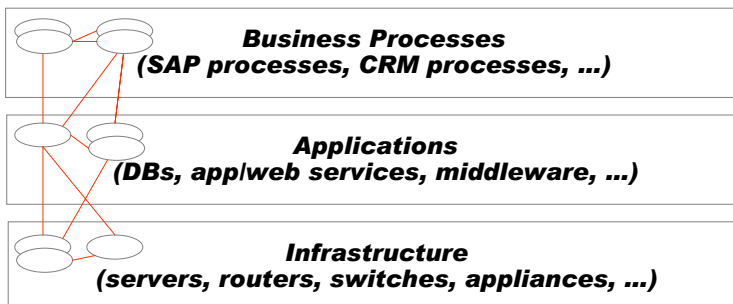 Business Processes
(SAP processes, CRM processes, ...)
Applications
(DBs, app/web services, middleware, ...)
Infrastructure
(servers, routers, switches, appliances, ...)